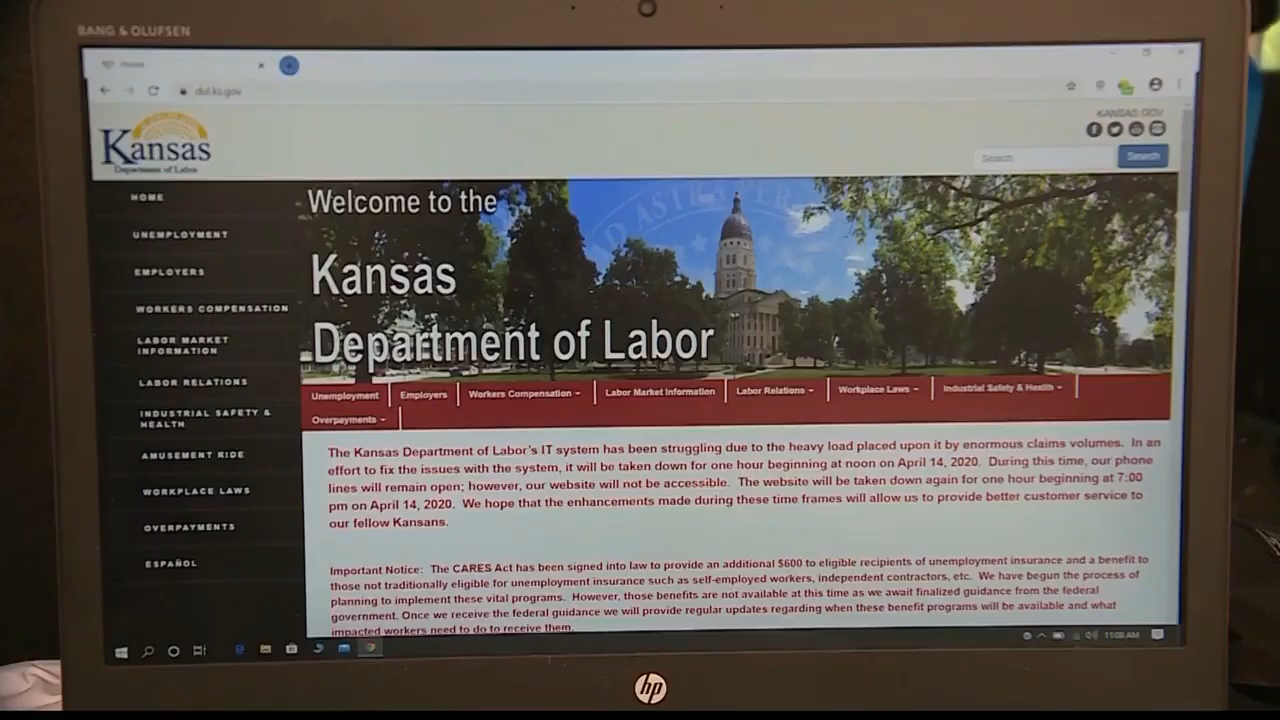 BANG & OLUFSEN
Home
dol.ks.gov
KANSAS.GOV
Kansas
Department of Labor
Search
Search
HOME
UNEMPLOYMENT
EMPLOYERS
WORKERS COMPENSATION
LABOR MARKET
INFORMATION
LABOR RELATIONS
INDUSTRIAL SAFETY &
HEALTH
AMUSEMENT RIDE
WORKPLACE LAWS
OVERPAYMENTS
ESPAÑOL
Welcome to the
Kansas
Department of Labor
AD ASTRA PER
Unemployment
Employers
Workers Compensation
Labor Market Information
Labor Relations
Workplace Laws
Industrial Safety & Health
Overpayments
The Kansas Department of Labor's IT system has been struggling due to the heavy load placed upon it by enormous claims volumes. In an
effort to fix the issues with the system, it will be taken down for one hour beginning at noon on April 14, 2020. During this time, our phone
lines will remain open; however, our website will not be accessible. The website will be taken down again for one hour beginning at 7:00
pm on April 14, 2020. We hope that the enhancements made during these time frames will allow us to provide better customer service to
our fellow Kansans.
Important Notice: The CARES Act has been signed into law to provide an additional $600 to eligible recipients of unemployment insurance and a benefit to
those not traditionally eligible for unemployment insurance such as self-employed workers, independent contractors, etc. We have begun the process of
planning to implement these vital programs. However, those benefits are not available at this time as we await finalized guidance from the federal
government. Once we receive the federal guidance we will provide regular updates regarding when these benefit programs will be available and what
impacted workers need to do to receive them.
11:08 AM
hp